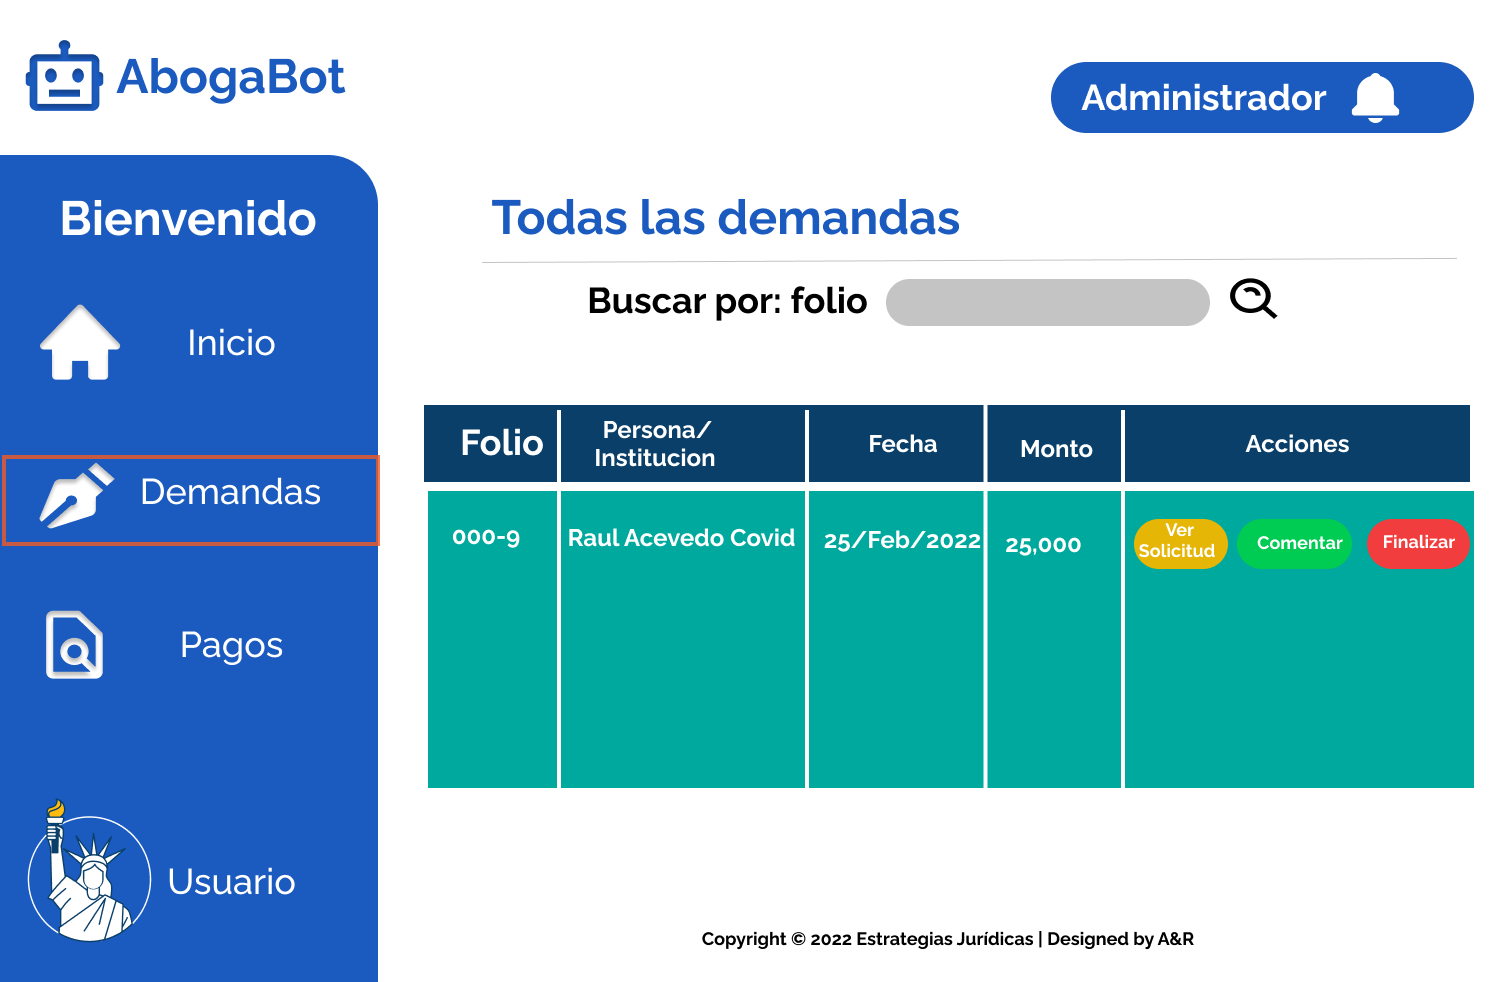 AbogaBot
Administrador
Bienvenido
Inicio
Demandas
Pagos
Usuario
Todas las demandas
Buscar por: folio
Folio
Persona/
Institucion
Fecha
Monto
Acciones
000-9
Raul Acevedo Covid
25/Feb/2022
25,000
Ver
Solicitud
Comentar
Finalizar
Copyright © 2022 Estrategias Jurídicas | Designed by A&R